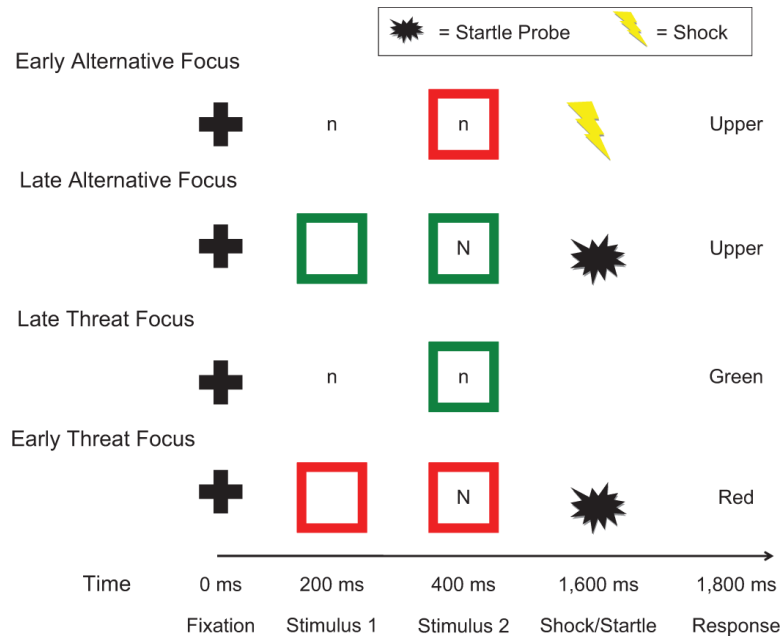 = Startle Probe = Shock
Early Alternative Focus
n n Upper
Late Alternative Focus
N Upper
Late Threat Focus
n n Green
Early Threat Focus
N Red
Time 0 ms 200 ms 400 ms 1,600 ms 1,800 ms
Fixation Stimulus 1 Stimulus 2 Shock/Startle Response